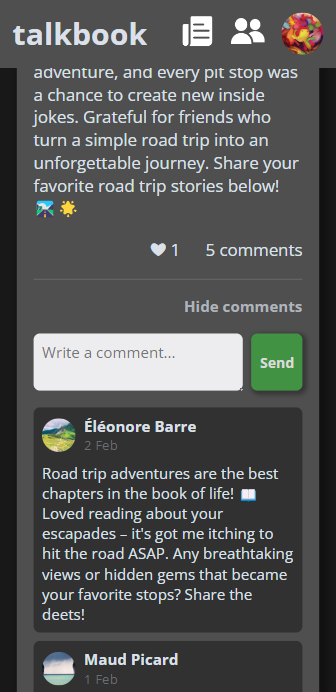 talkbook
adventure, and every pit stop was
a chance to create new inside
jokes. Grateful for friends who
turn a simple road trip into an
unforgettable journey. Share your
favorite road trip stories below!
🛣️ 🌟
1 5 comments
Hide comments
Write a comment...
Send
Éléonore Barre
2 Feb
Road trip adventures are the best
chapters in the book of life! 📖
Loved reading about your
escapades – it's got me itching to
hit the road ASAP. Any breathtaking
views or hidden gems that became
your favorite stops? Share the
deets!
Maud Picard
1 Feb